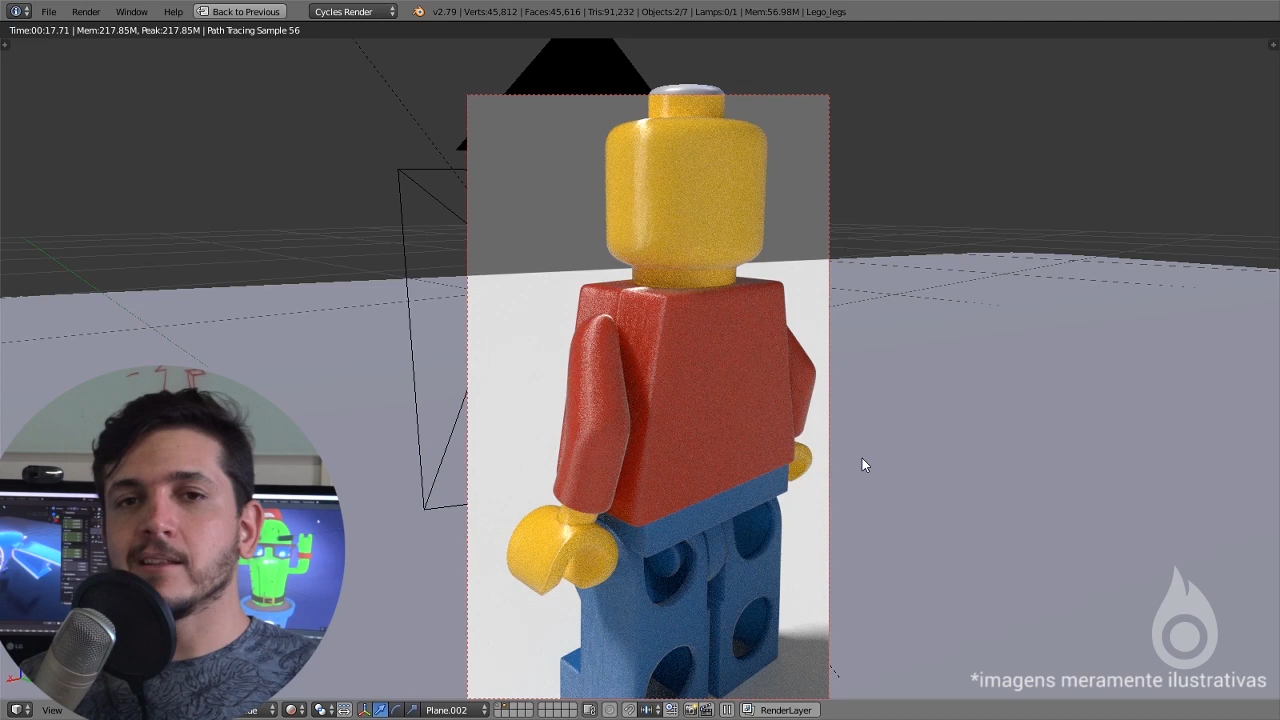 File Render Window Help Back to Previous Cycles Render v2.79 | Verts:45,812 | Faces:45,616 | Tris:91,232 | Objects:2/7 | Lamps:0/1 | Mem:56.98M | Lego_legs
Time:00:17.71 | Mem:217.85M, Peak:217.85M | Path Tracing Sample 56
LG
*imagens meramente ilustrativas
View Plane.002 RenderLayer